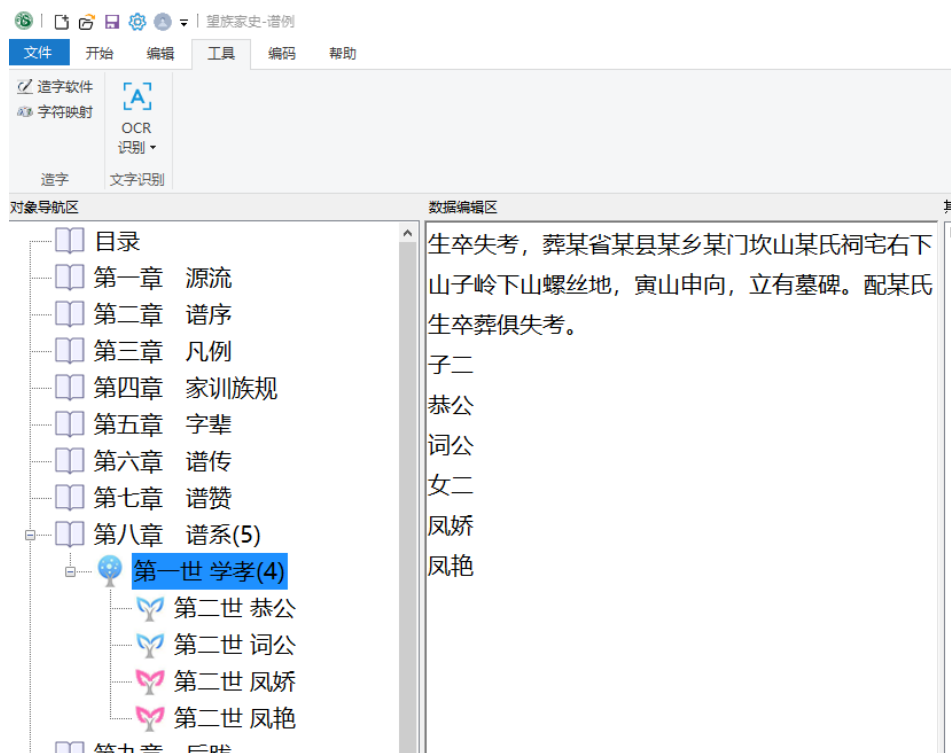 望族家史-谱例
文件 开始 编辑 工具 编码 帮助
造字软件
字符映射
OCR
识别
造字 文字识别
对象导航区
目录
第一章 源流
第二章 谱序
第三章 凡例
第四章 家训族规
第五章 字辈
第六章 谱传
第七章 谱赞
第八章 谱系(5)
第一世 学孝(4)
第二世 恭公
第二世 词公
第二世 凤娇
第二世 凤艳
数据编辑区
生卒失考，葬某省某县某乡某门坎山某氏祠宅右下
山子岭下山螺丝地，寅山申向，立有墓碑。配某氏
生卒葬俱失考。
子二
恭公
词公
女二
凤娇
凤艳